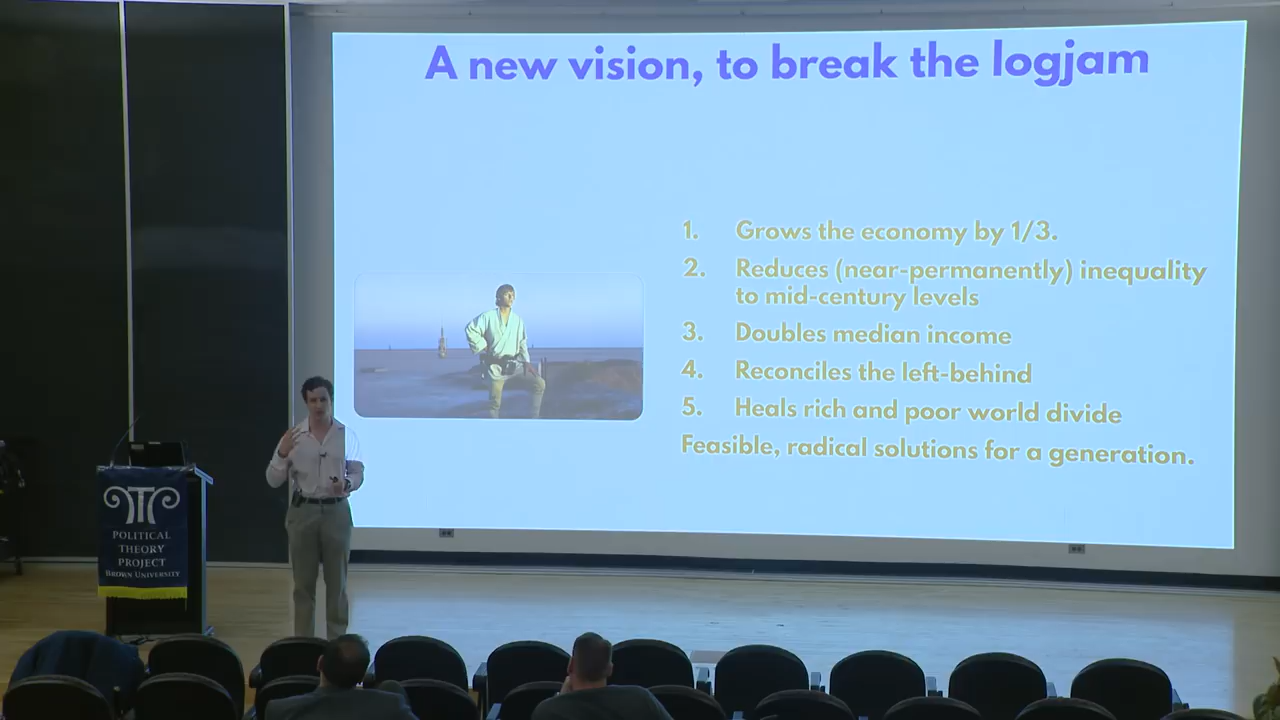 A new vision, to break the logjam
1. Grows the economy by 1/3.
2. Reduces (near-permanently) inequality
to mid-century levels
3. Doubles median income
4. Reconciles the left-behind
5. Heals rich and poor world divide
Feasible, radical solutions for a generation.
POLITICAL
THEORY
PROJECT
BROWN UNIVERSITY